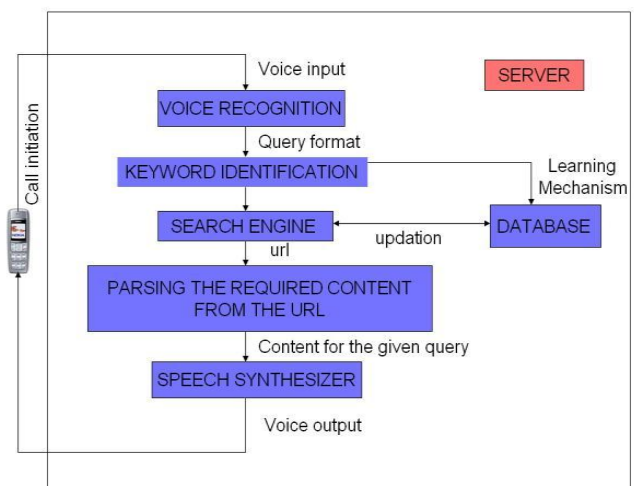 Voice input
SERVER
VOICE RECOGNITION
Call initiation
Query format
KEYWORD IDENTIFICATION
Learning
Mechanism
SEARCH ENGINE
updation
DATABASE
url
PARSING THE REQUIRED CONTENT
FROM THE URL
Content for the given query
SPEECH SYNTHESIZER
Voice output